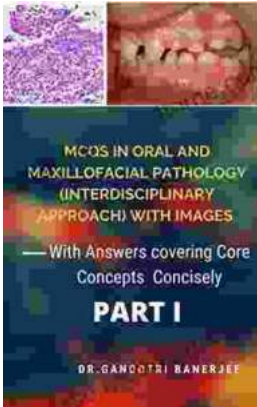 MCQS IN ORAL AND
MAXILLOFACIAL PATHOLOGY
(INTERDISCIPLINARY
APPROACH) WITH IMAGES
—With Answers covering Core
Concepts Concisely
PART I
DR.GANGOTRI BANERJEE